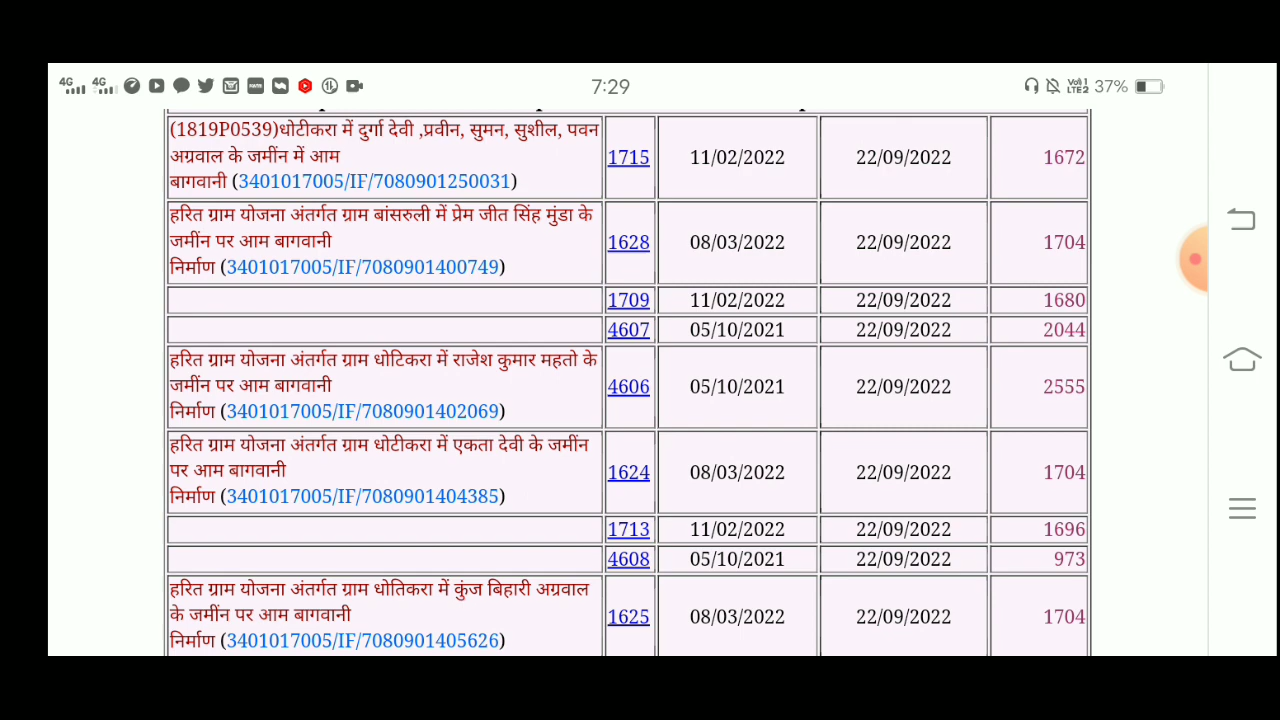 4G 4G 7:29 Vo)) 1 LTE2 37%
(1819P0539)धोटीकरा में दुर्गा देवी ,प्रवीन, सुमन, सुशील, पवन
अग्रवाल के जमींन में आम
बागवानी (3401017005/IF/7080901250031)
1715 11/02/2022 22/09/2022 1672
हरित ग्राम योजना अंतर्गत ग्राम बांसरुली में प्रेम जीत सिंह मुंडा के
जमींन पर आम बागवानी
निर्माण (3401017005/IF/7080901400749)
1628 08/03/2022 22/09/2022 1704
1709 11/02/2022 22/09/2022 1680
4607 05/10/2021 22/09/2022 2044
हरित ग्राम योजना अंतर्गत ग्राम धोटिकरा में राजेश कुमार महतो के
जमींन पर आम बागवानी
निर्माण (3401017005/IF/7080901402069)
4606 05/10/2021 22/09/2022 2555
हरित ग्राम योजना अंतर्गत ग्राम धोटीकरा में एकता देवी के जमींन
पर आम बागवानी
निर्माण (3401017005/IF/7080901404385)
1624 08/03/2022 22/09/2022 1704
1713 11/02/2022 22/09/2022 1696
4608 05/10/2021 22/09/2022 973
हरित ग्राम योजना अंतर्गत ग्राम धोतिकरा में कुंज बिहारी अग्रवाल
के जमींन पर आम बागवानी
निर्माण (3401017005/IF/7080901405626)
1625 08/03/2022 22/09/2022 1704